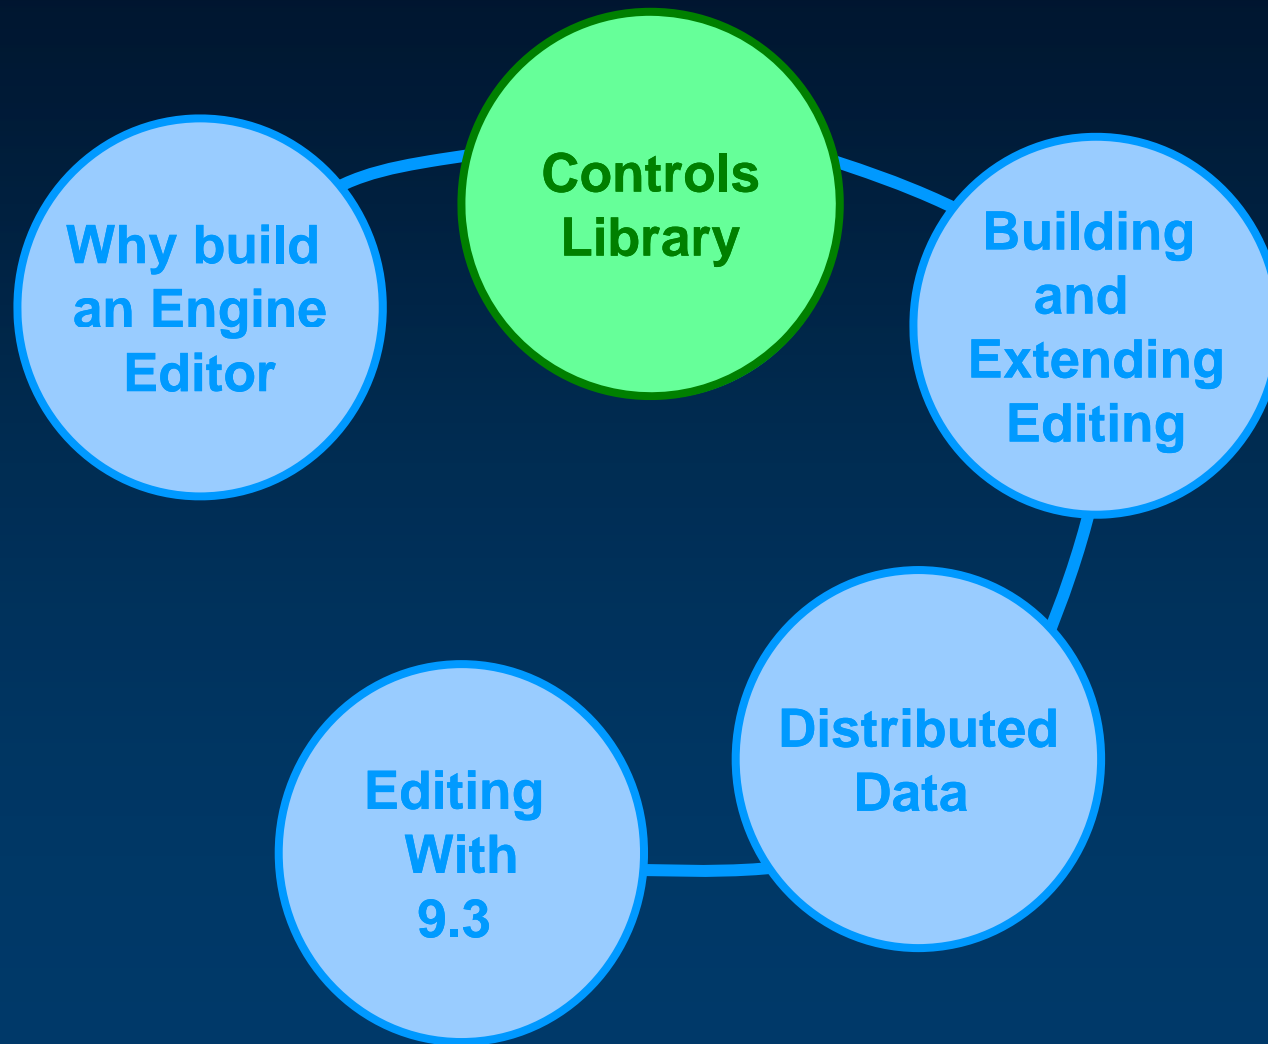 Why build
an Engine
Editor
Controls
Library
Building
and
Extending
Editing
Distributed
Data
Editing
With
9.3